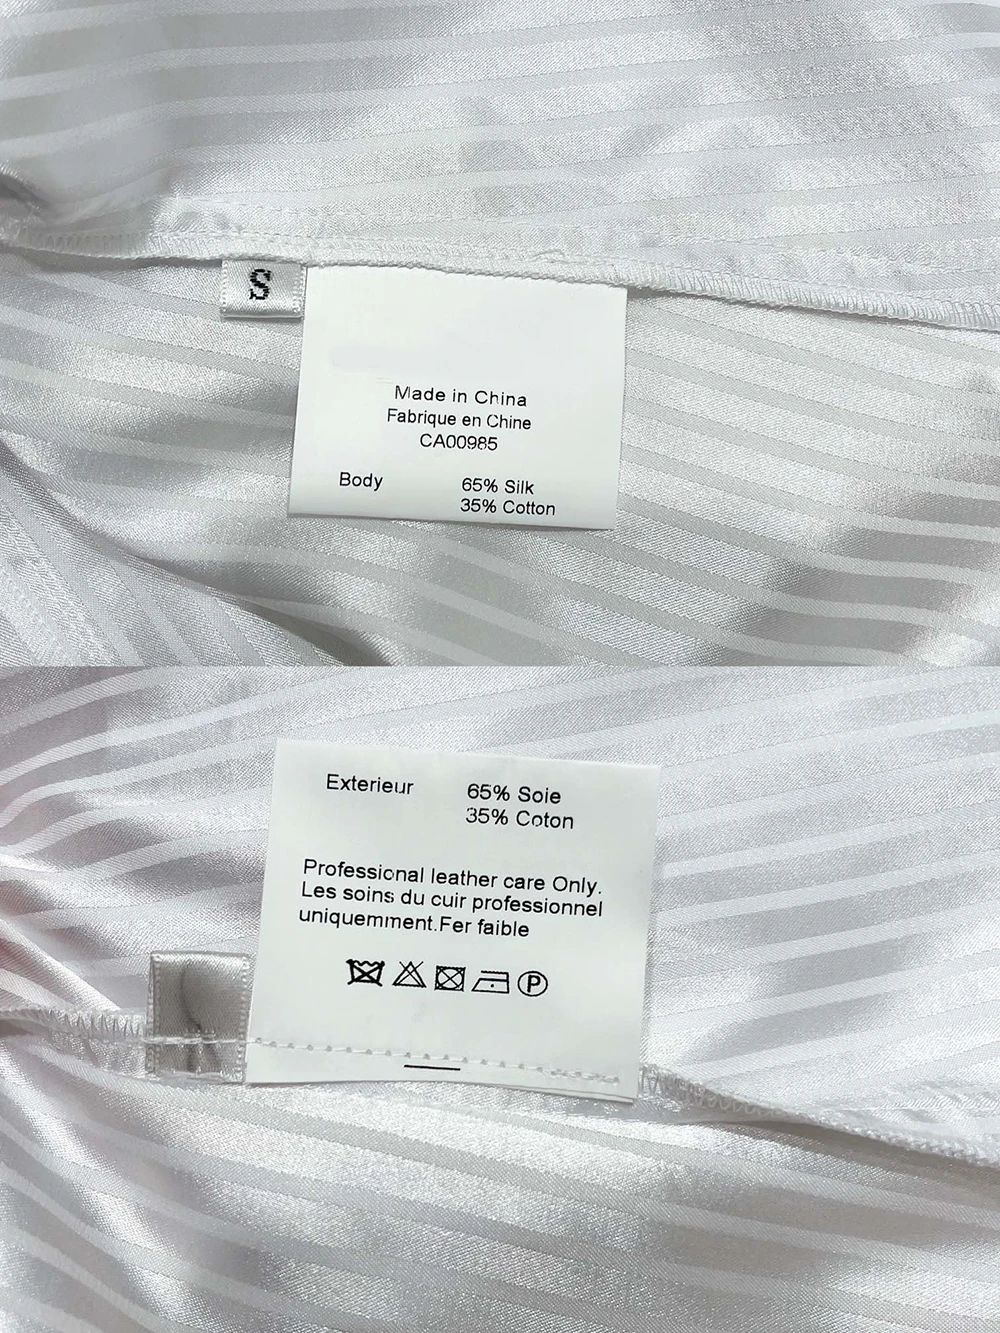 S
Made in China
Fabrique en Chine
CA00985
Body 65% Silk
35% Cotton
Exterieur 65% Soie
35% Coton
Professional leather care Only.
Les soins du cuir professionnel
uniquemment.Fer faible
P